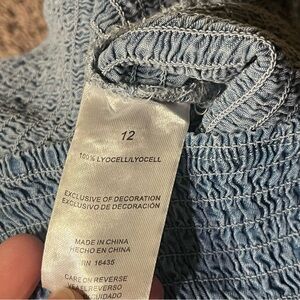 12
100% LYOCELL/LYOCELL
EXCLUSIVE OF DECORATION
EXCLUSIVO DE DECORACIÓN
MADE IN CHINA
HECHO EN CHINA
RN 16435
CARE ON REVERSE
CUIDADO